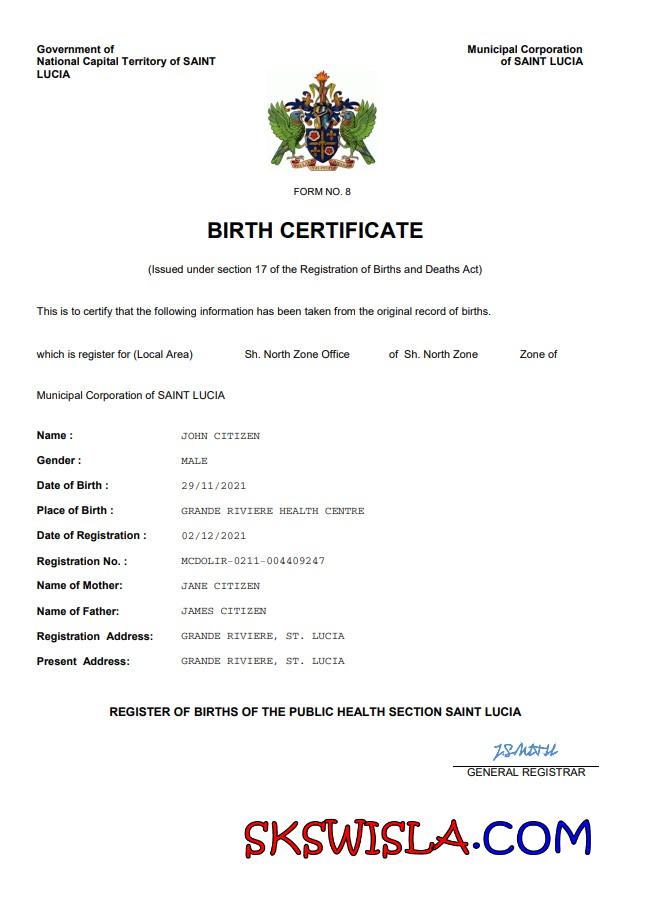 Government of
National Capital Territory of SAINT
LUCIA
Municipal Corporation
of SAINT LUCIA
FORM NO. 8
BIRTH CERTIFICATE
(Issued under section 17 of the Registration of Births and Deaths Act)
This is to certify that the following information has been taken from the original record of births.
which is register for (Local Area) Sh. North Zone Office of Sh. North Zone Zone of
Municipal Corporation of SAINT LUCIA
Name : JOHN CITIZEN
Gender : MALE
Date of Birth : 29/11/2021
Place of Birth : GRANDE RIVIERE HEALTH CENTRE
Date of Registration : 02/12/2021
Registration No. : MCDOLIR-0211-004409247
Name of Mother: JANE CITIZEN
Name of Father: JAMES CITIZEN
Registration Address: GRANDE RIVIERE, ST. LUCIA
Present Address: GRANDE RIVIERE, ST. LUCIA
REGISTER OF BIRTHS OF THE PUBLIC HEALTH SECTION SAINT LUCIA
GENERAL REGISTRAR
SKSWISLA.COM